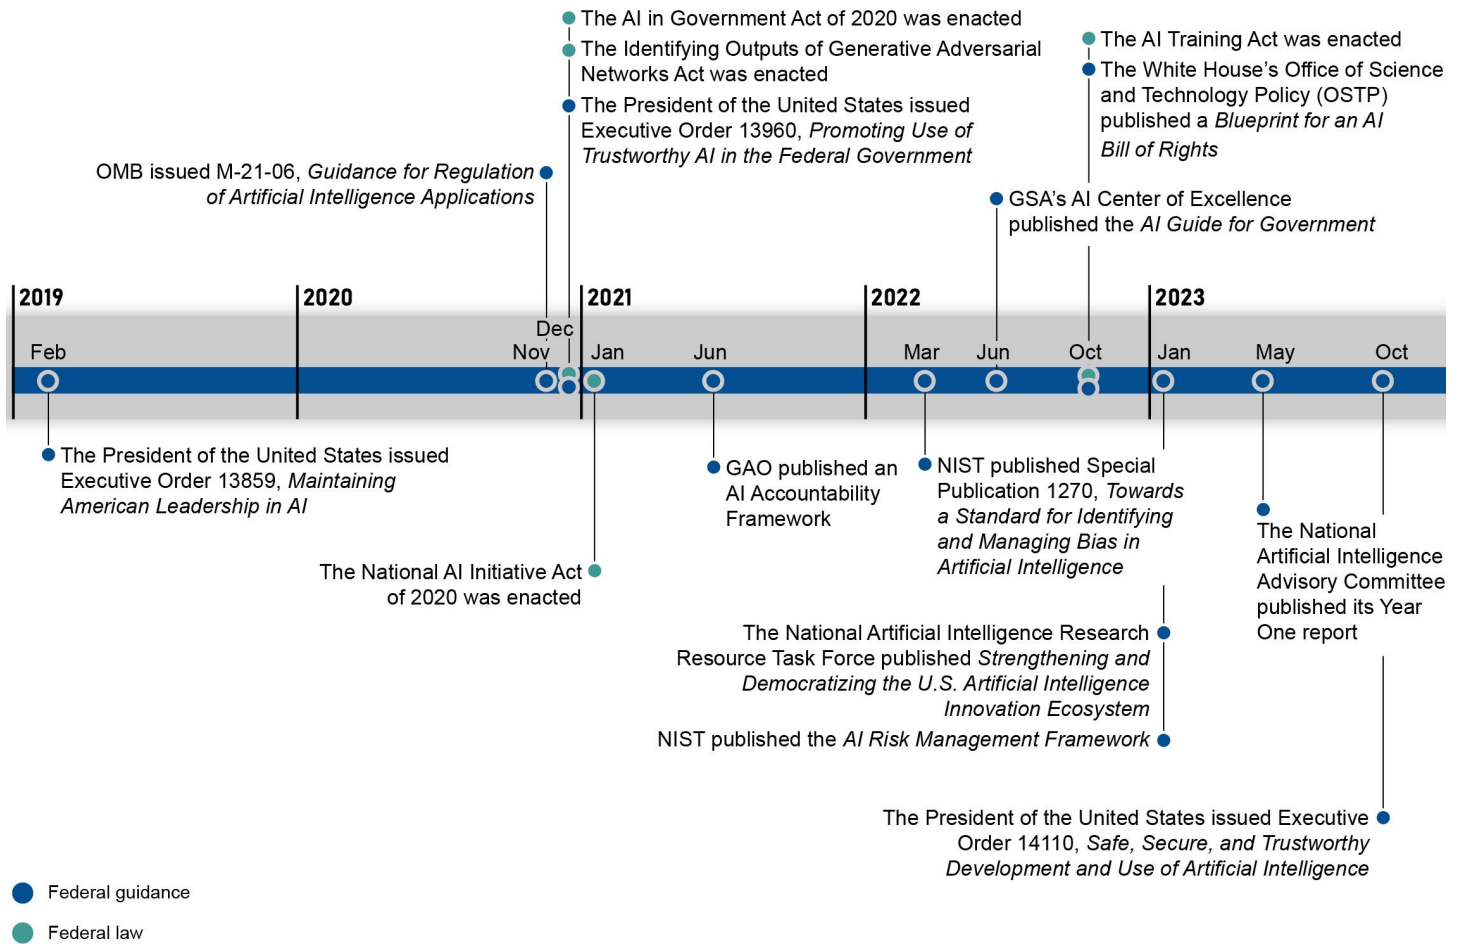 The AI in Government Act of 2020 was enacted
The Identifying Outputs of Generative Adversarial
Networks Act was enacted
The President of the United States issued
Executive Order 13960, Promoting Use of
Trustworthy AI in the Federal Government
The AI Training Act was enacted
The White House’s Office of Science
and Technology Policy (OSTP)
published a Blueprint for an AI
Bill of Rights
OMB issued M-21-06, Guidance for Regulation
of Artificial Intelligence Applications
GSA’s AI Center of Excellence
published the AI Guide for Government
2019
2020
2021
2022
2023
Feb
Nov
Dec
Jan
Jun
Mar
Jun
Oct
Jan
May
Oct
The President of the United States issued
Executive Order 13859, Maintaining
American Leadership in AI
The National AI Initiative Act
of 2020 was enacted
GAO published an
AI Accountability
Framework
NIST published Special
Publication 1270, Towards
a Standard for Identifying
and Managing Bias in
Artificial Intelligence
The National Artificial Intelligence Research
Resource Task Force published Strengthening and
Democratizing the U.S. Artificial Intelligence
Innovation Ecosystem
NIST published the AI Risk Management Framework
The National
Artificial Intelligence
Advisory Committee
published its Year
One report
The President of the United States issued Executive
Order 14110, Safe, Secure, and Trustworthy
Development and Use of Artificial Intelligence
Federal guidance
Federal law